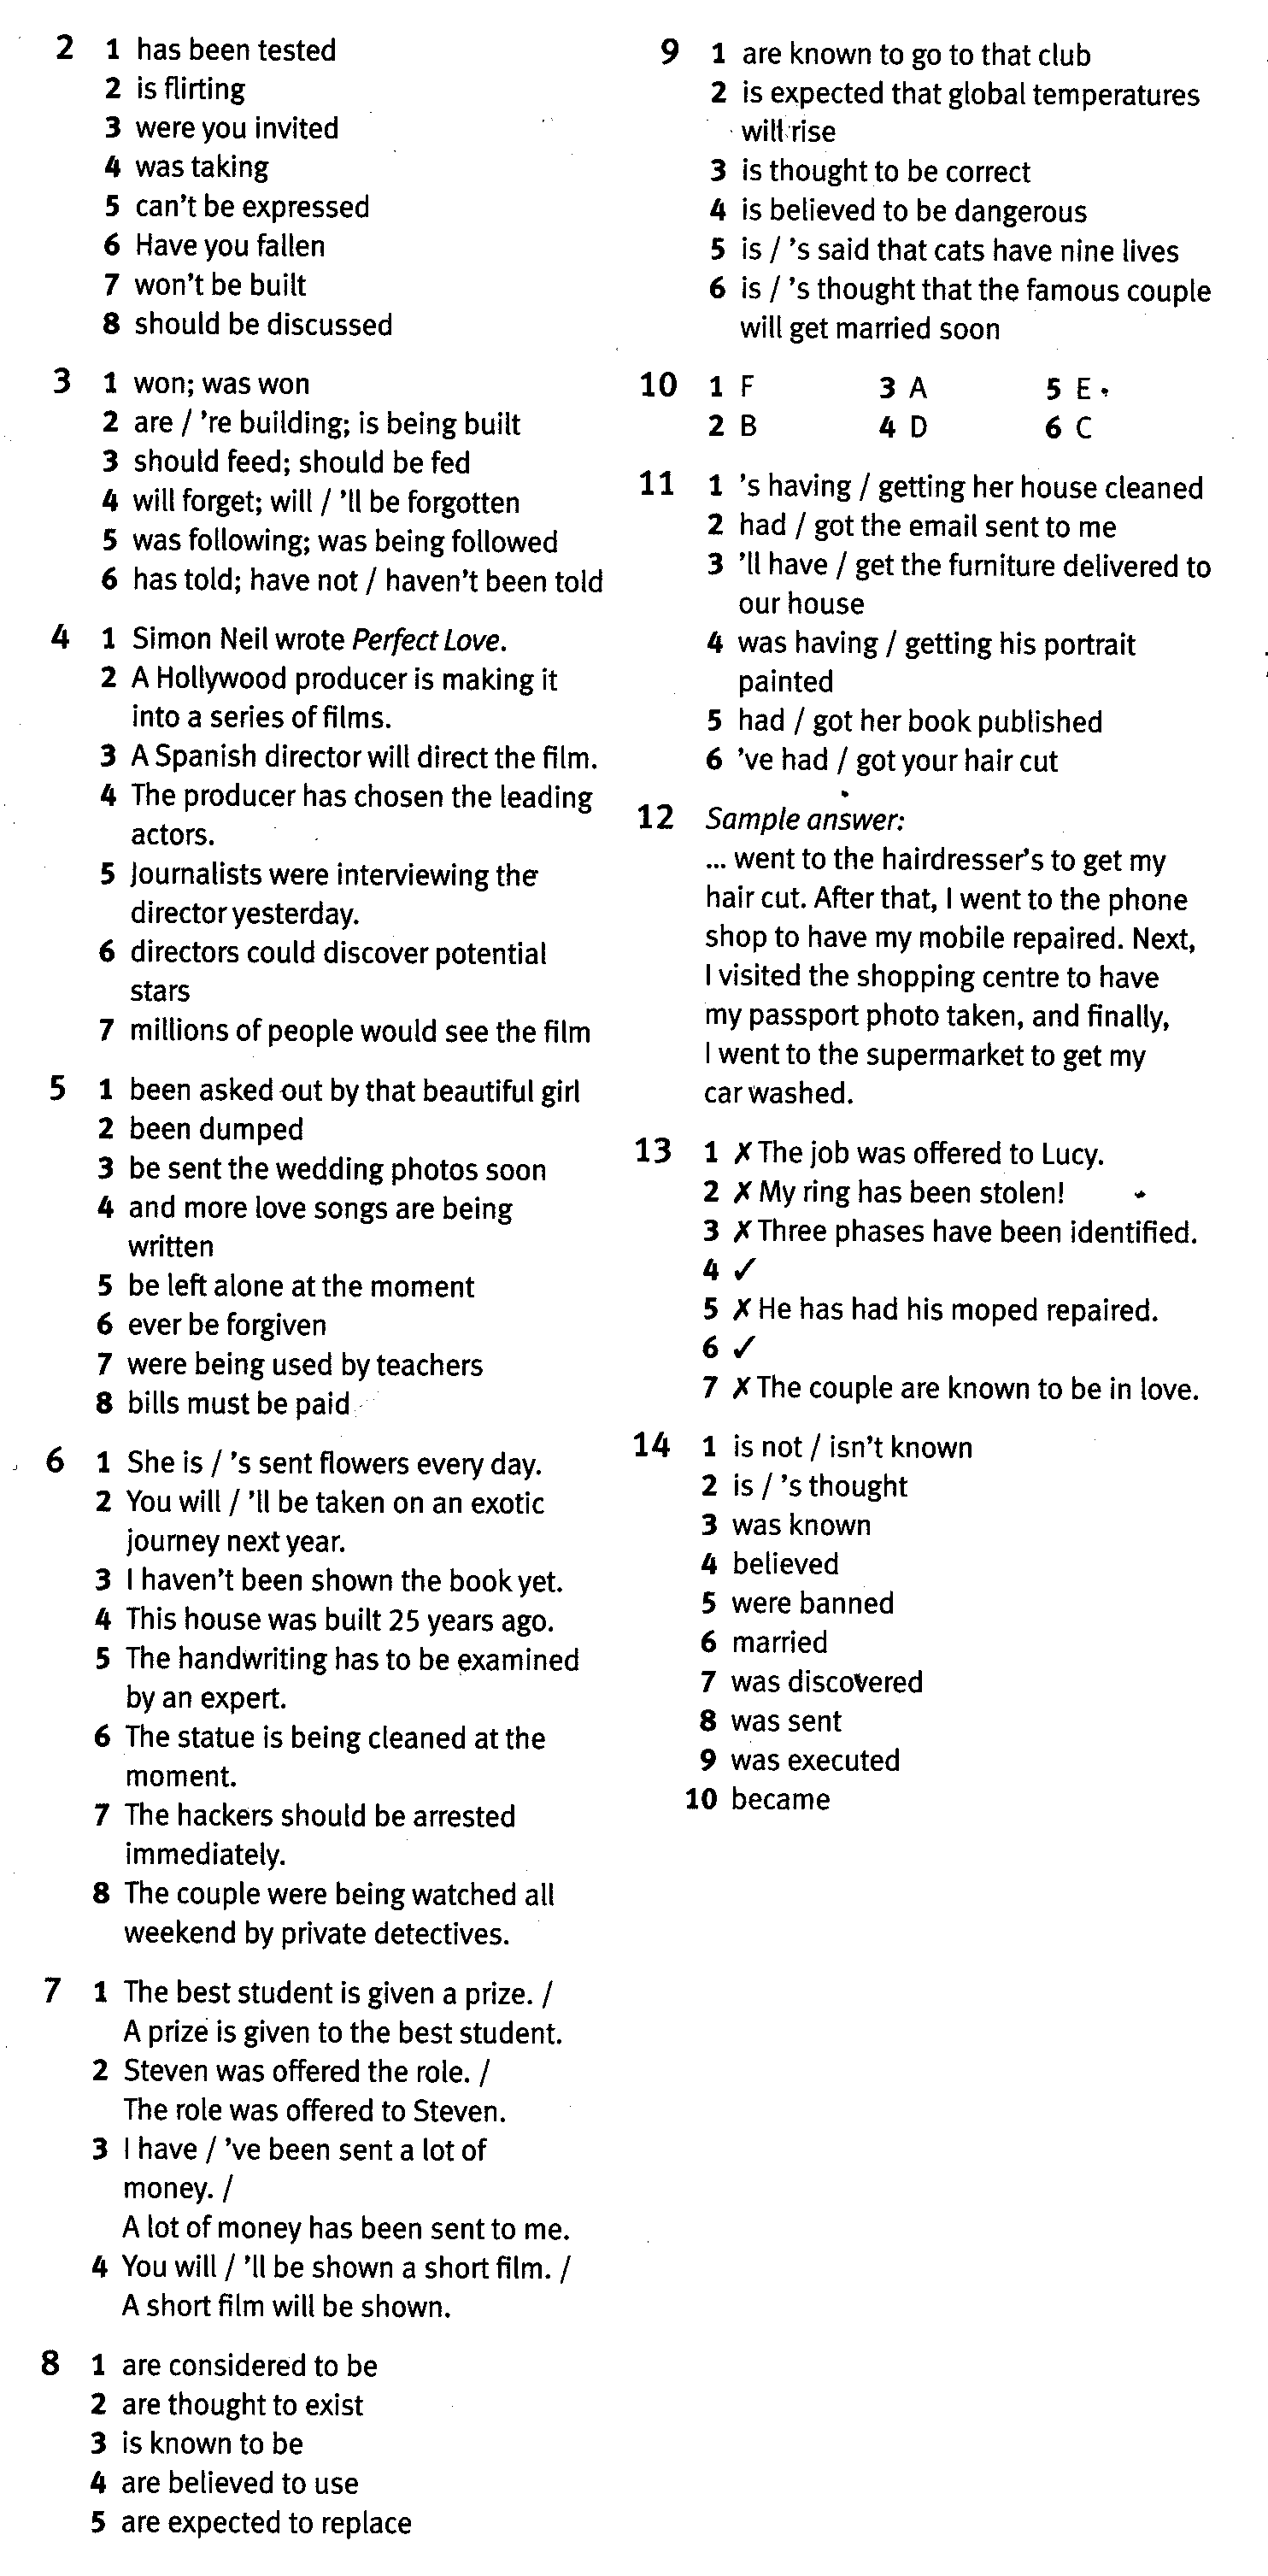 2 1 has been tested
2 is flirting
3 were you invited
4 was taking
5 can't be expressed
6 Have you fallen
7 won't be built
8 should be discussed
3 1 won; was won
2 are / 're building; is being built
3 should feed; should be fed
4 will forget; will / 'll be forgotten
5 was following; was being followed
6 has told; have not / haven't been told
4 1 Simon Neil wrote Perfect Love.
2 A Hollywood producer is making it
into a series of films.
3 A Spanish director will direct the film.
4 The producer has chosen the leading
actors.
5 Journalists were interviewing the
director yesterday.
6 directors could discover potential
stars
7 millions of people would see the film
5 1 been asked out by that beautiful girl
2 been dumped
3 be sent the wedding photos soon
4 and more love songs are being
written
5 be left alone at the moment
6 ever be forgiven
7 were being used by teachers
8 bills must be paid
6 1 She is / 's sent flowers every day.
2 You will / 'll be taken on an exotic
journey next year.
3 I haven't been shown the book yet.
4 This house was built 25 years ago.
5 The handwriting has to be examined
by an expert.
6 The statue is being cleaned at the
moment.
7 The hackers should be arrested
immediately.
8 The couple were being watched all
weekend by private detectives.
7 1 The best student is given a prize. /
A prize is given to the best student.
2 Steven was offered the role. /
The role was offered to Steven.
3 I have / 've been sent a lot of
money. /
A lot of money has been sent to me.
4 You will / 'll be shown a short film. /
A short film will be shown.
8 1 are considered to be
2 are thought to exist
3 is known to be
4 are believed to use
5 are expected to replace
9 1 are known to go to that club
2 is expected that global temperatures
will rise
3 is thought to be correct
4 is believed to be dangerous
5 is / 's said that cats have nine lives
6 is / 's thought that the famous couple
will get married soon
10 1 F 3 A 5 E
2 B 4 D 6 C
11 1 's having / getting her house cleaned
2 had / got the email sent to me
3 'll have / get the furniture delivered to
our house
4 was having / getting his portrait
painted
5 had / got her book published
6 've had / got your hair cut
12 Sample answer:
... went to the hairdresser's to get my
hair cut. After that, I went to the phone
shop to have my mobile repaired. Next,
I visited the shopping centre to have
my passport photo taken, and finally,
I went to the supermarket to get my
car washed.
13 1 ✗ The job was offered to Lucy.
2 ✗ My ring has been stolen!
3 ✗ Three phases have been identified.
4 ✓
5 ✗ He has had his moped repaired.
6 ✓
7 ✗ The couple are known to be in love.
14 1 is not / isn't known
2 is / 's thought
3 was known
4 believed
5 were banned
6 married
7 was discovered
8 was sent
9 was executed
10 became